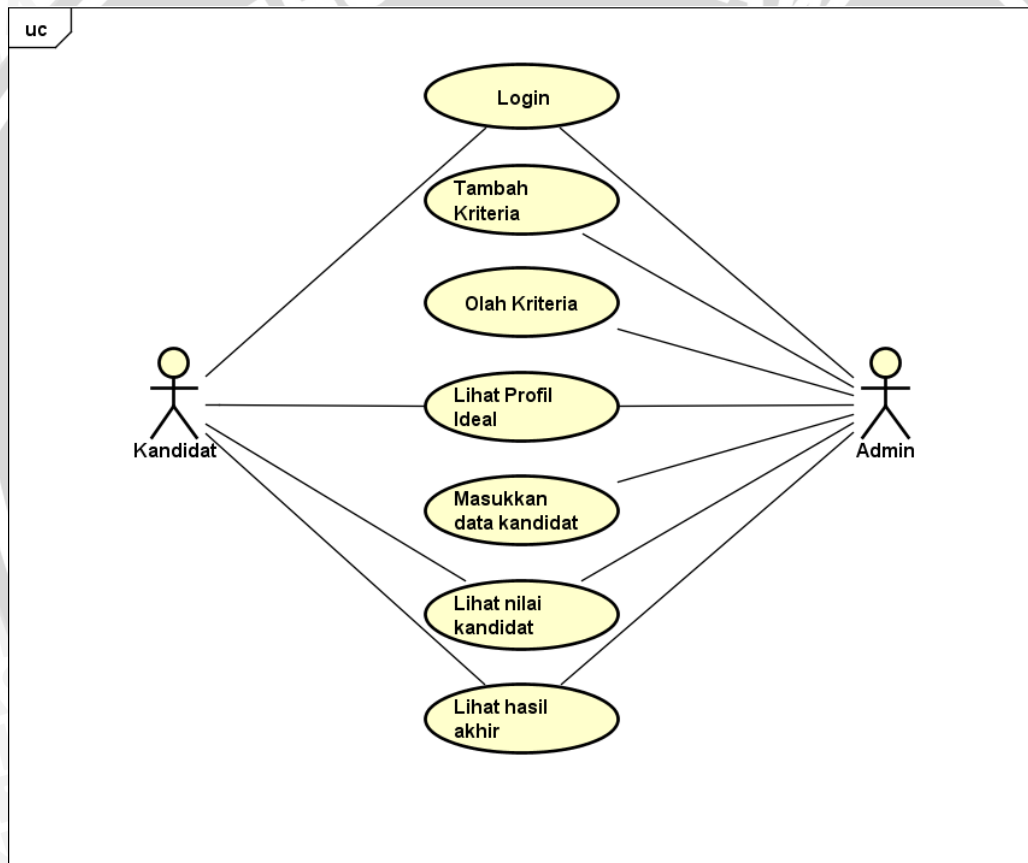 uc
Login
Tambah
Kriteria
Olah Kriteria
Lihat Profil
Ideal
Kandidat
Admin
Masukkan
data kandidat
Lihat nilai
kandidat
Lihat hasil
akhir